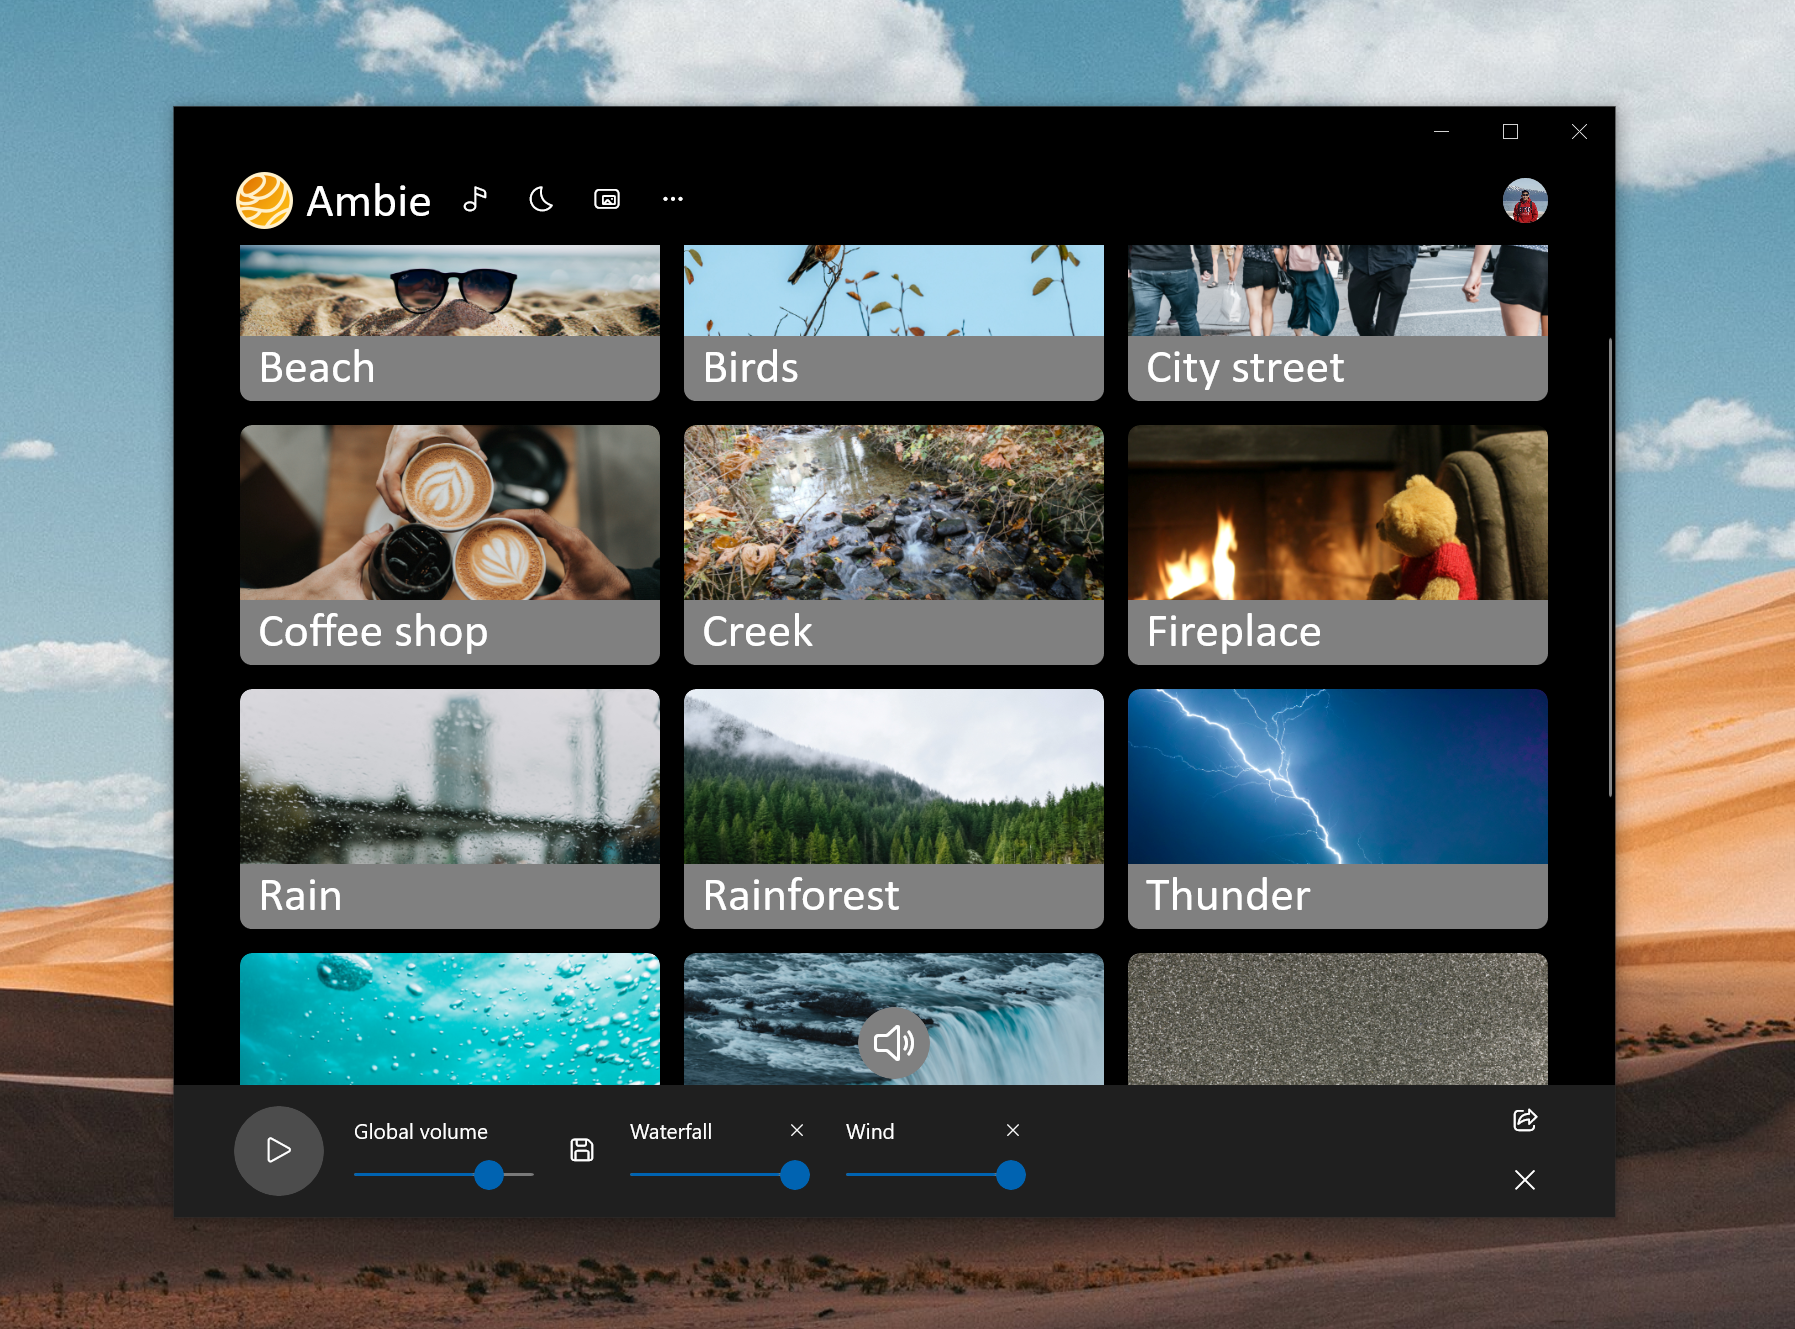 Ambie
Beach
Birds
City street
Coffee shop
Creek
Fireplace
Rain
Rainforest
Thunder
Global volume
Waterfall
Wind